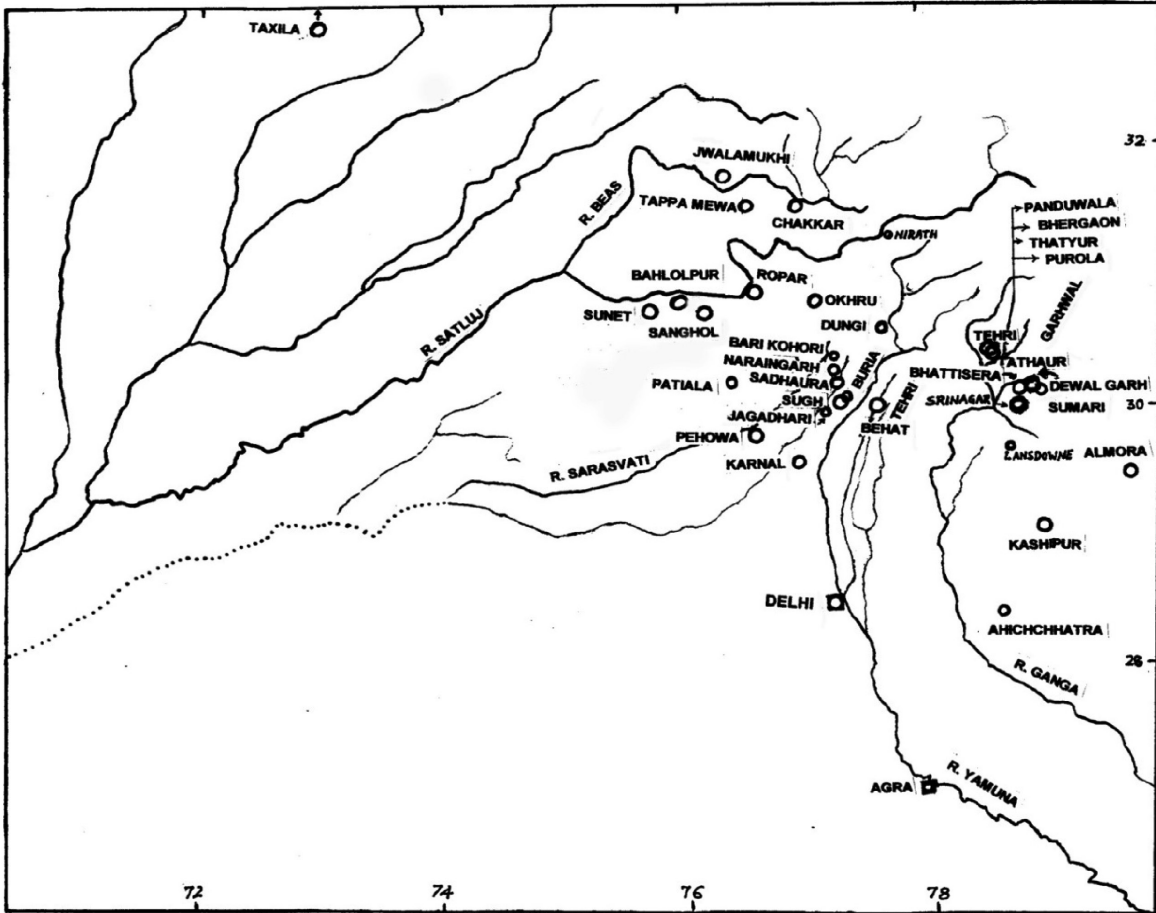 TAXILA
JWALAMUKHI
32
R. BEAS
TAPPA MEWA
CHAKKAR
PANDUWALA
BHERGAON
THATYUR
PUROLA
NIRATH
BAHLOLPUR
ROPAR
OKHRU
SUNET
SANGHOL
DUNGI
GARHWAL
R. SATLUJ
BARI KOHORI
TEHRI
ATHAUR
NARAINGARH
BHATTISERA
PATIALA
SADHAURA
BURIA
DEWAL GARH
SUGH
TEHRI
SRINAGAR
30
SUMARI
JAGADHARI
BEHAT
PEHOWA
LANSDOWNE
ALMORA
R. SARASVATI
KARNAL
KASHIPUR
DELHI
AHICHCHHATRA
28
R. GANGA
AGRA
R. YAMUNA
72
74
76
78